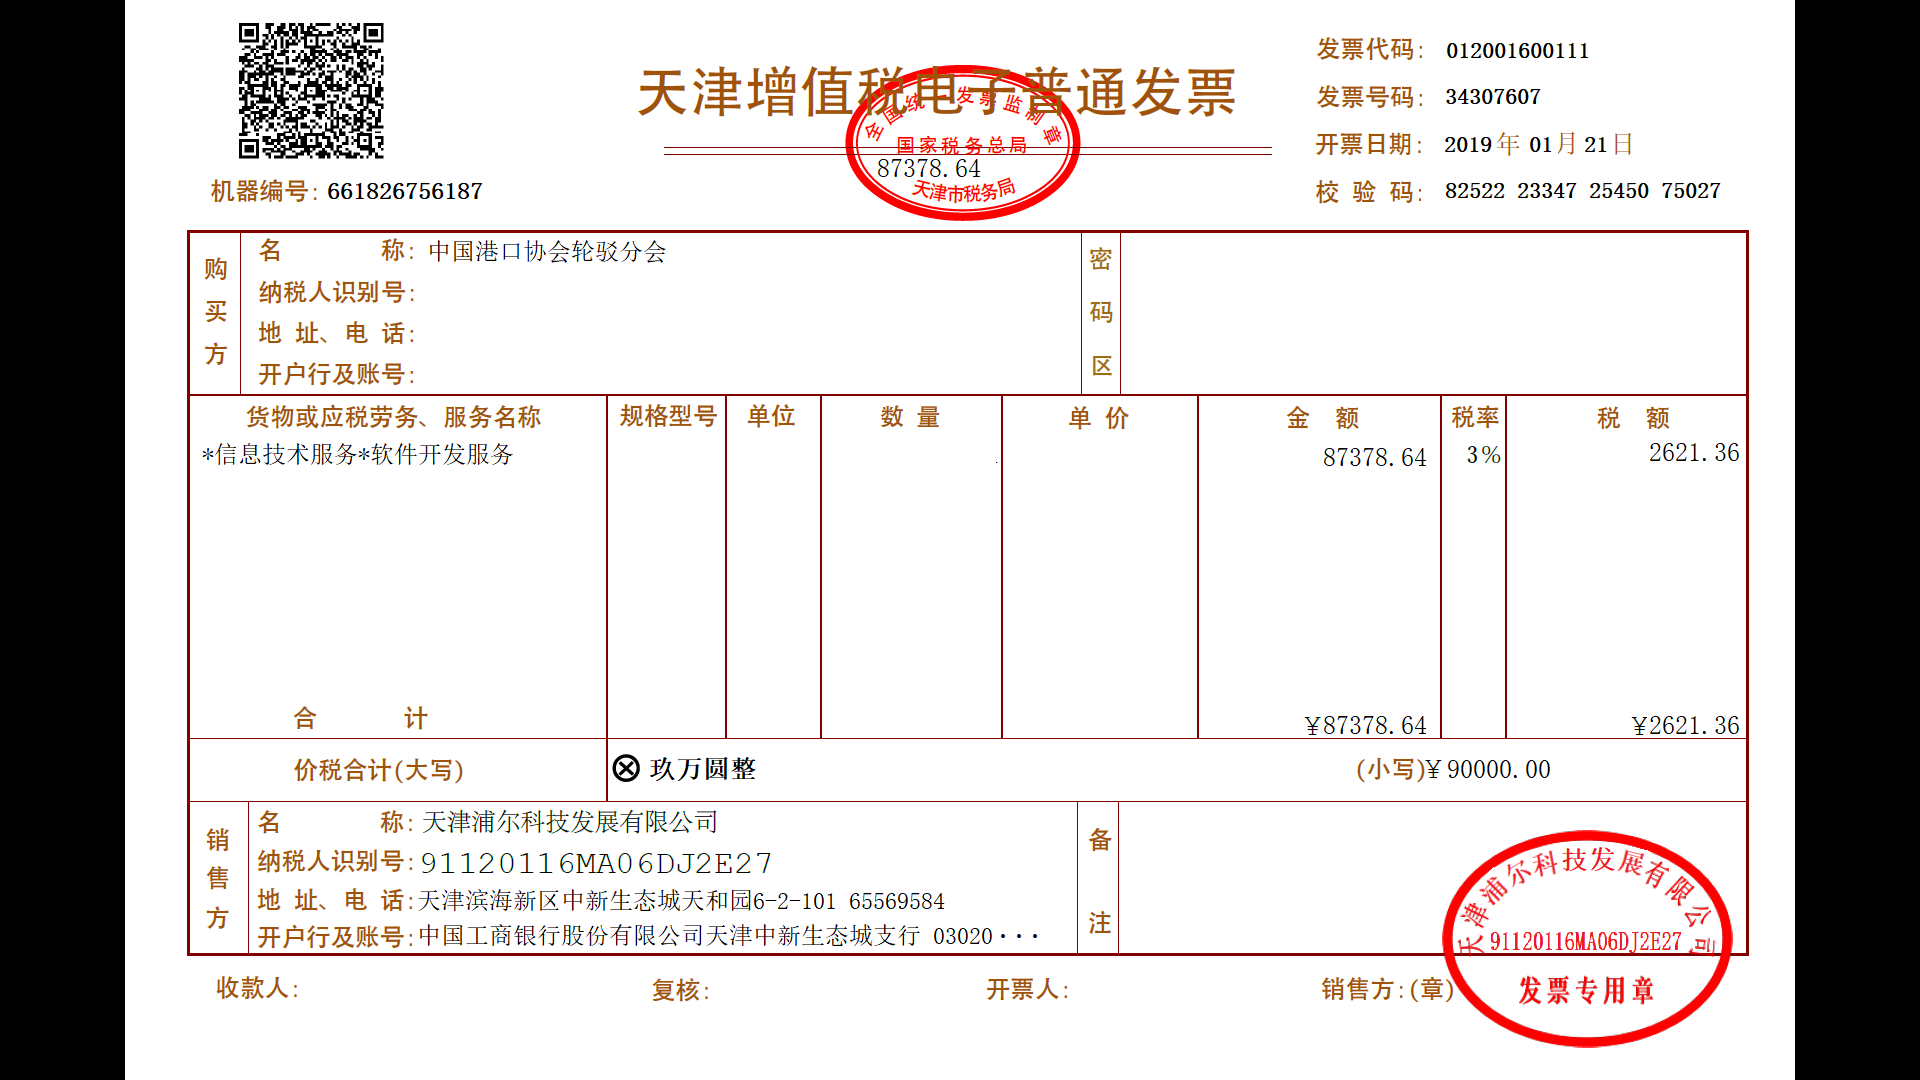 天津增值税电子普通发票
全国统一发票监制章
国家税务总局
87378.64
天津市税务局
机器编号: 661826756187
发票代码: 012001600111
发票号码: 34307607
开票日期: 2019年 01月 21日
校 验 码: 82522 23347 25450 75027
购买方
名 称: 中国港口协会轮驳分会
纳税人识别号:
地 址、电 话:
开户行及账号:
密码区
货物或应税劳务、服务名称 规格型号 单位 数 量 单 价 金 额 税率 税 额
*信息技术服务*软件开发服务 87378.64 3% 2621.36
合 计 ¥87378.64 ¥2621.36
价税合计(大写) ⊗ 玖万圆整 (小写)¥ 90000.00
销售方
名 称: 天津浦尔科技发展有限公司
纳税人识别号: 91120116MA06DJ2E27
地 址、电 话: 天津滨海新区中新生态城天和园6-2-101 65569584
开户行及账号: 中国工商银行股份有限公司天津中新生态城支行 03020···
备注
收款人: 复核: 开票人: 销售方:(章)
天津浦尔科技发展有限公司
91120116MA06DJ2E27
发票专用章